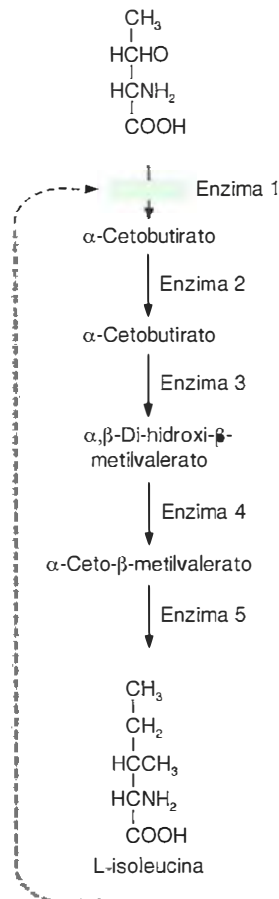 CH₃
HCHO
HCNH₂
COOH
Enzima 1
α-Cetobutirato
Enzima 2
α-Cetobutirato
Enzima 3
α,β-Di-hidroxi-β-
metilvalerato
Enzima 4
α-Ceto-β-metilvalerato
Enzima 5
CH₃
CH₂
HCCH₃
HCNH₂
COOH
L-isoleucina